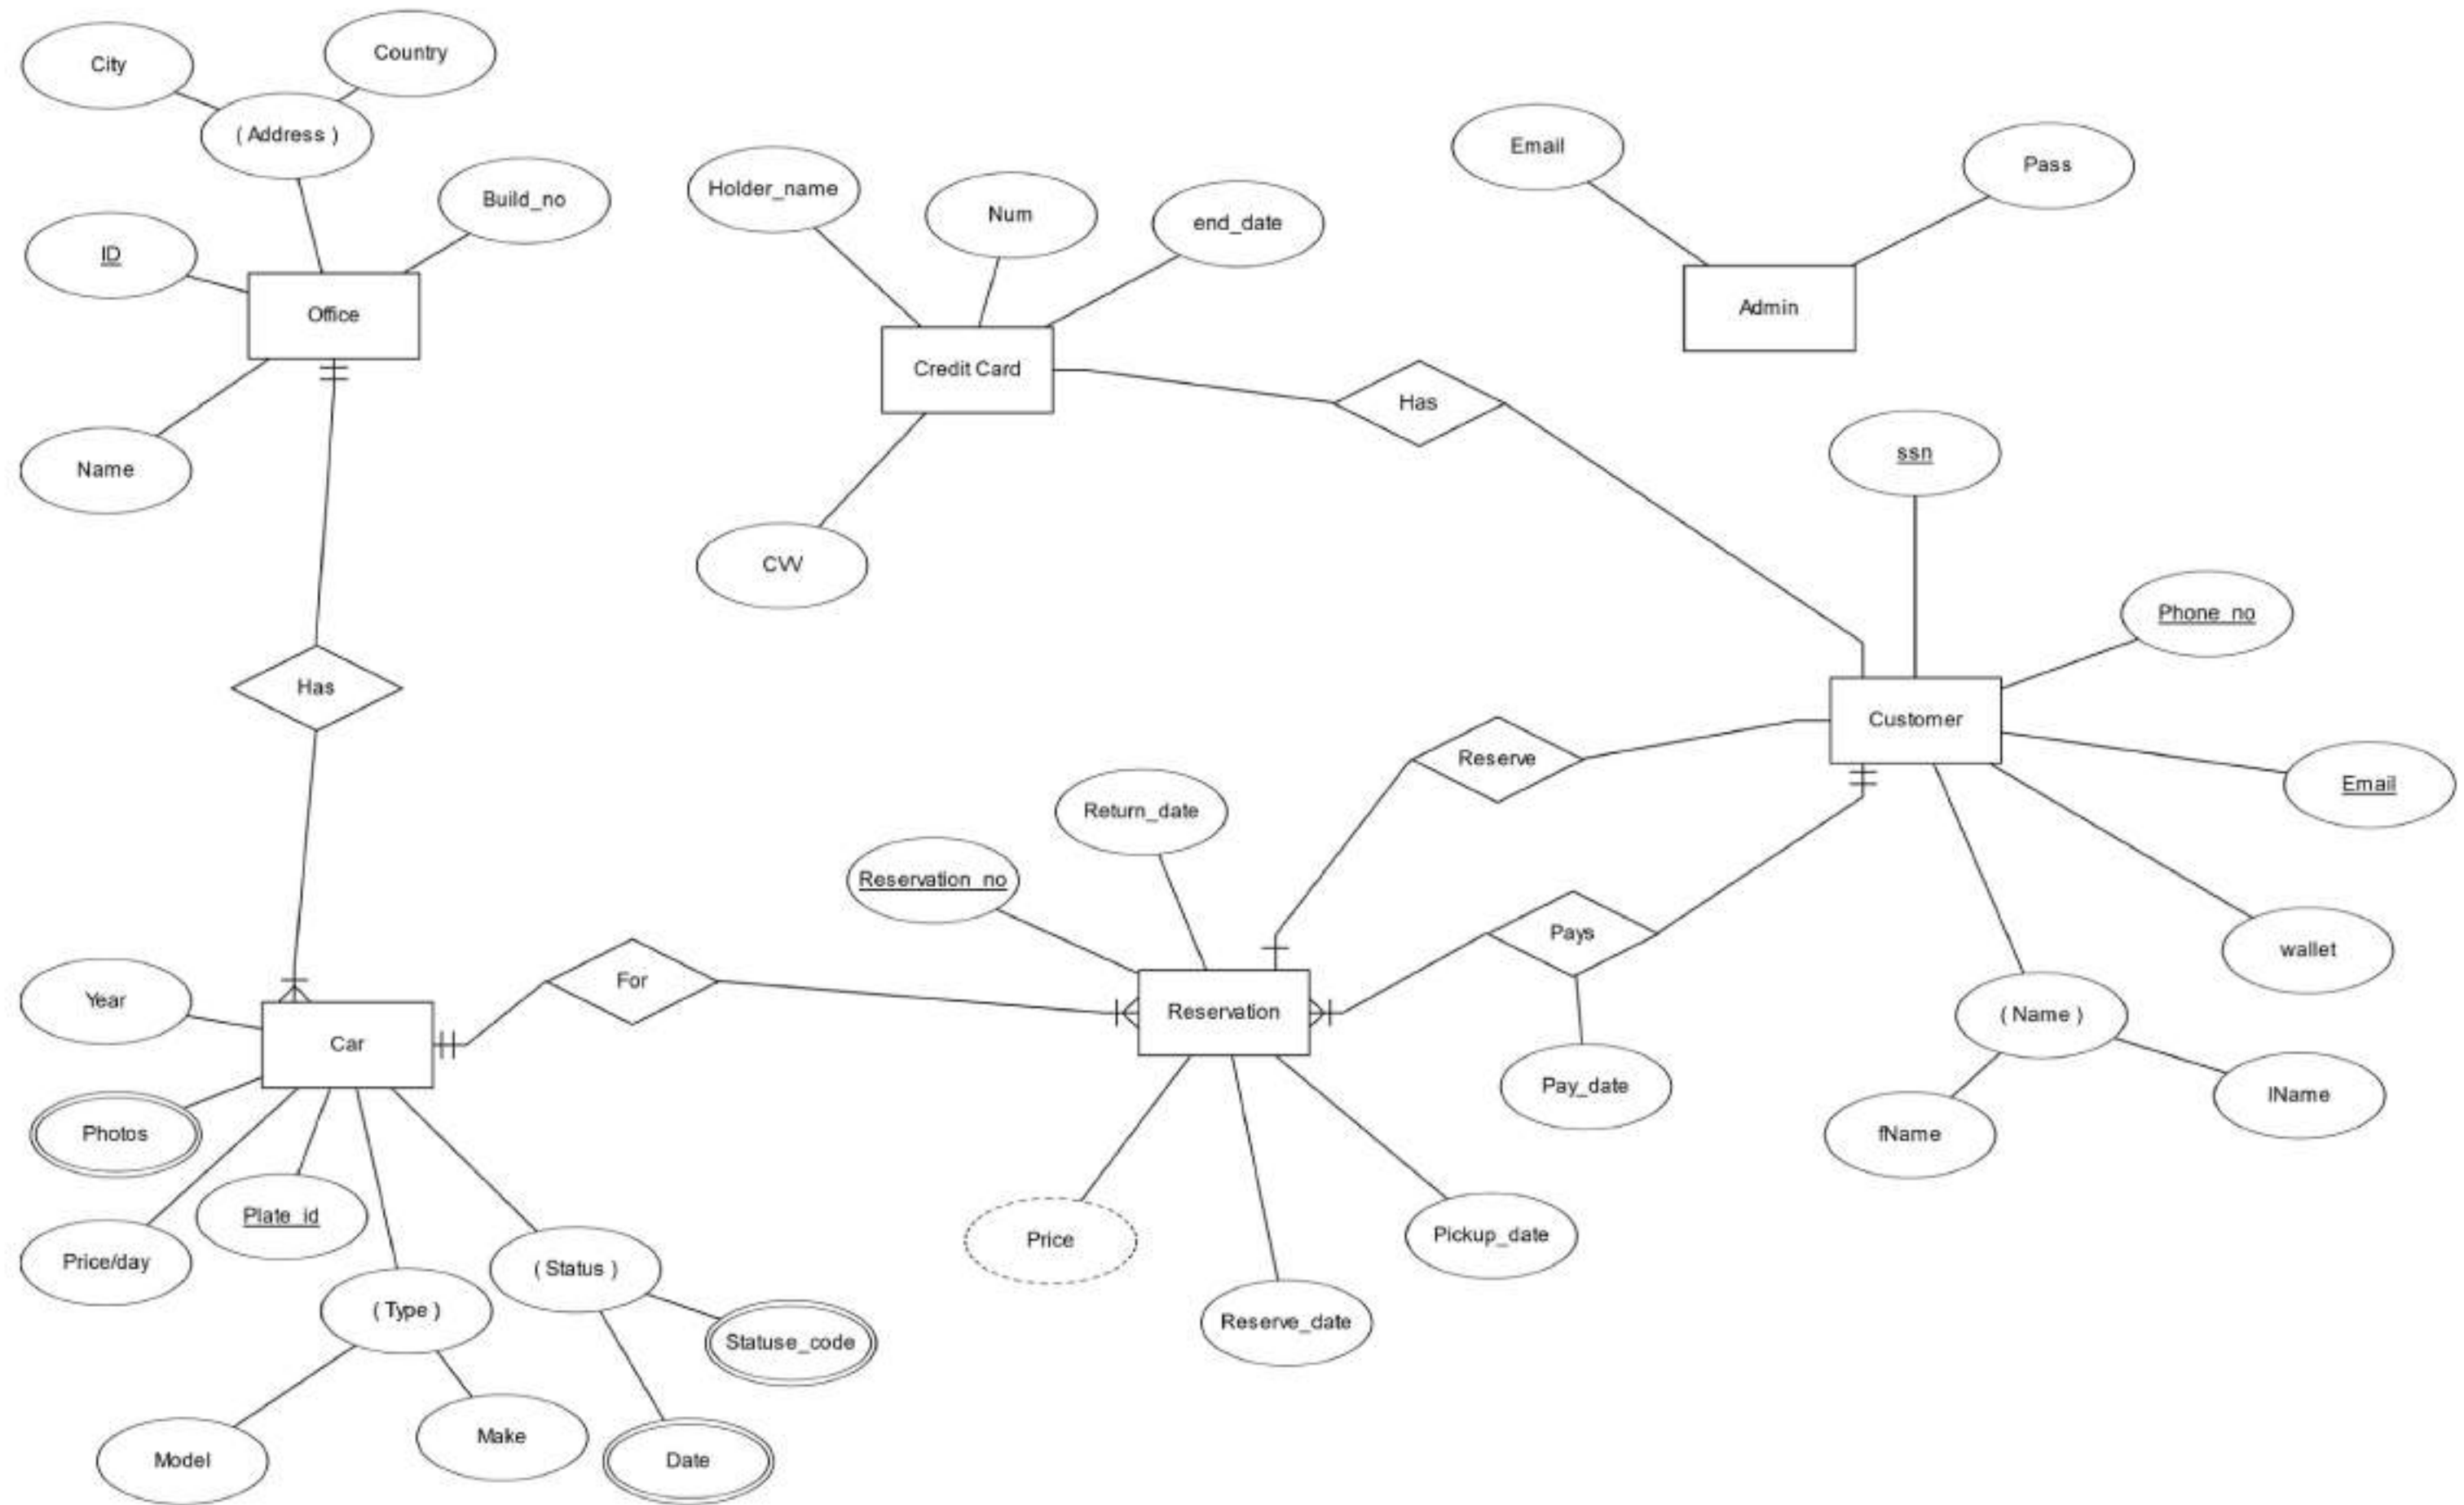 City
Country
( Address )
Build_no
ID
Office
Name
Holder_name
Num
end_date
Credit Card
CVV
Has
Email
Pass
Admin
ssn
Phone_no
Customer
Email
wallet
( Name )
fName
lName
Has
Reserve
Pays
Pay_date
Return_date
Reservation_no
Reservation
For
Price
Reserve_date
Pickup_date
Year
Car
Photos
Plate_id
Price/day
( Type )
( Status )
Statuse_code
Model
Make
Date